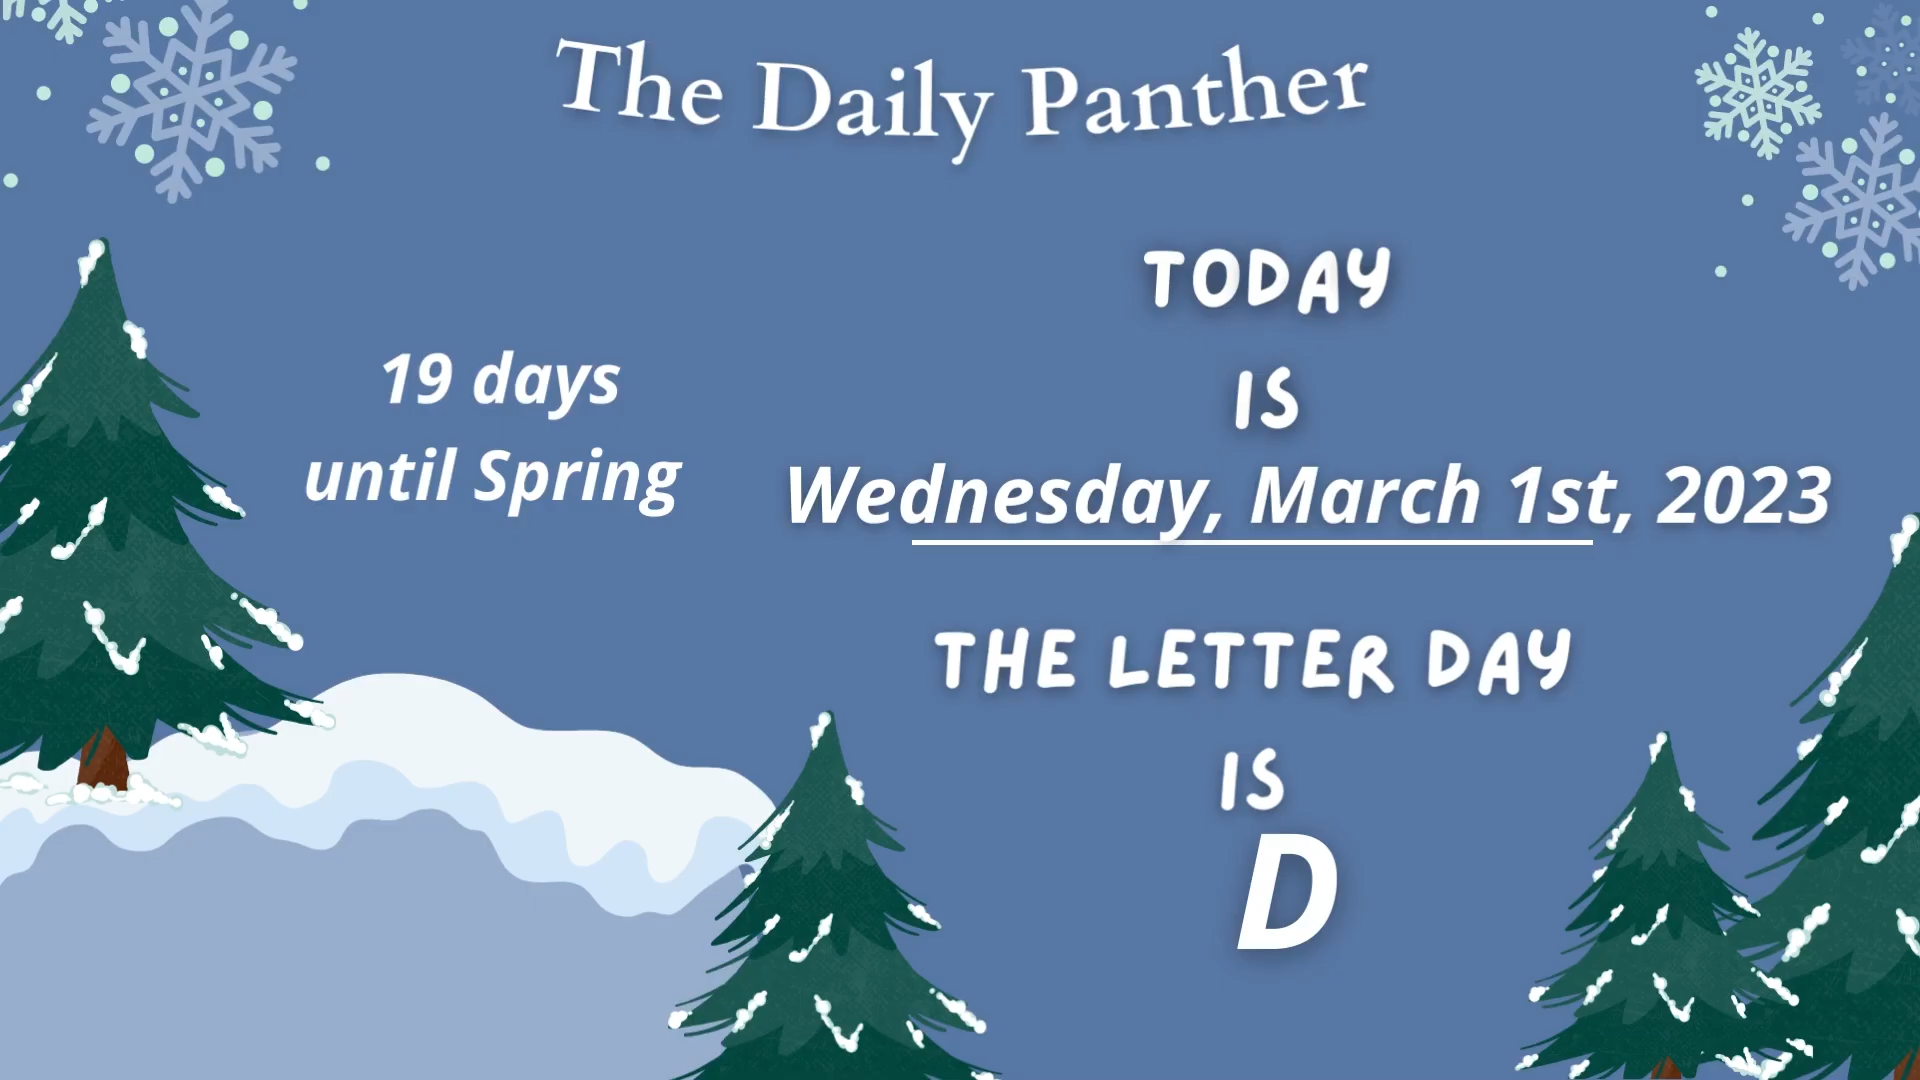 The Daily Panther
19 days
until Spring
TODAY
IS
Wednesday, March 1st, 2023
THE LETTER DAY
IS
D